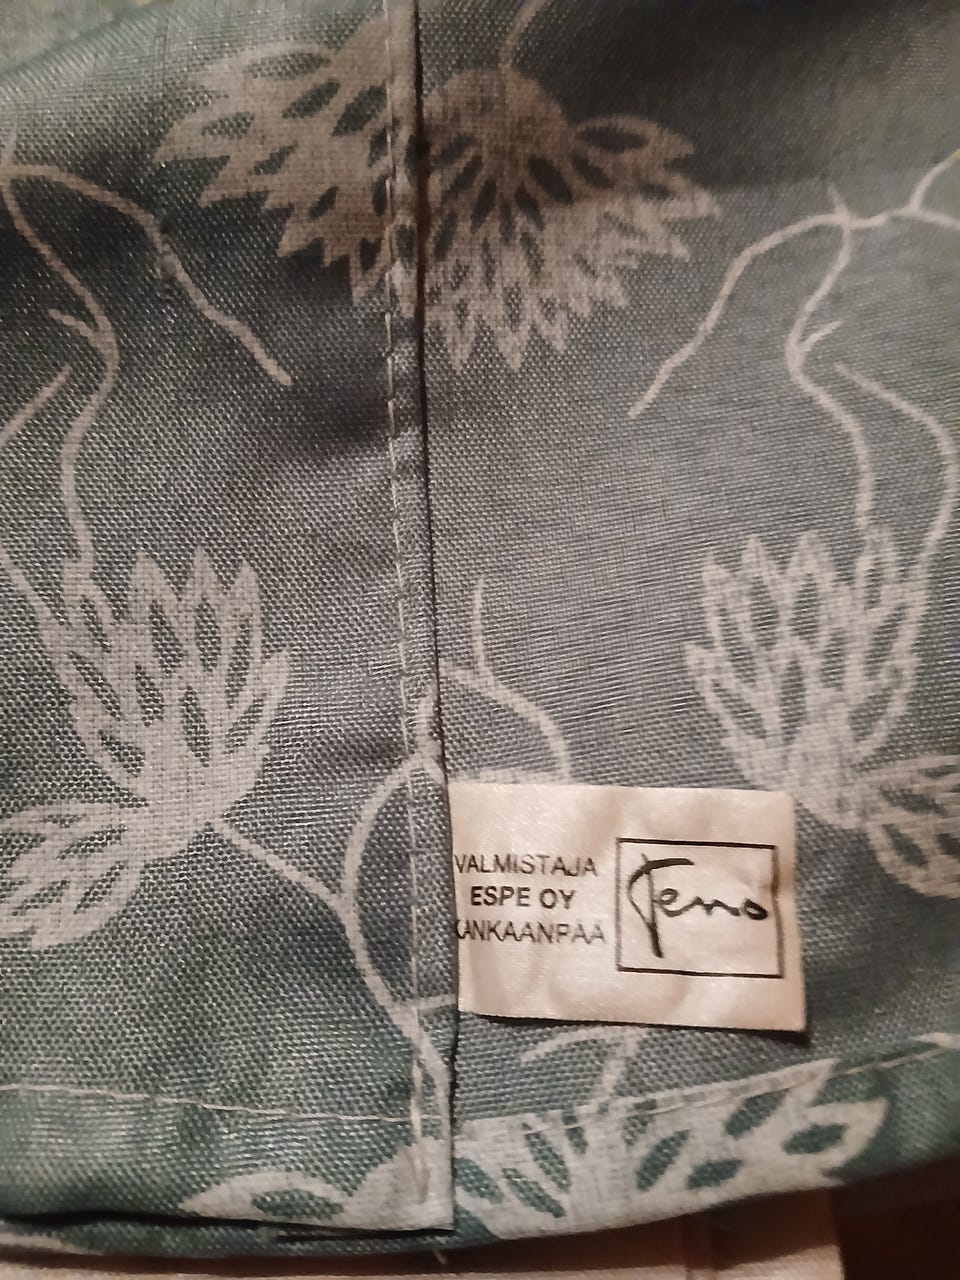 VALMISTAJA
ESPE OY
KANKAANPÄÄ
Teno